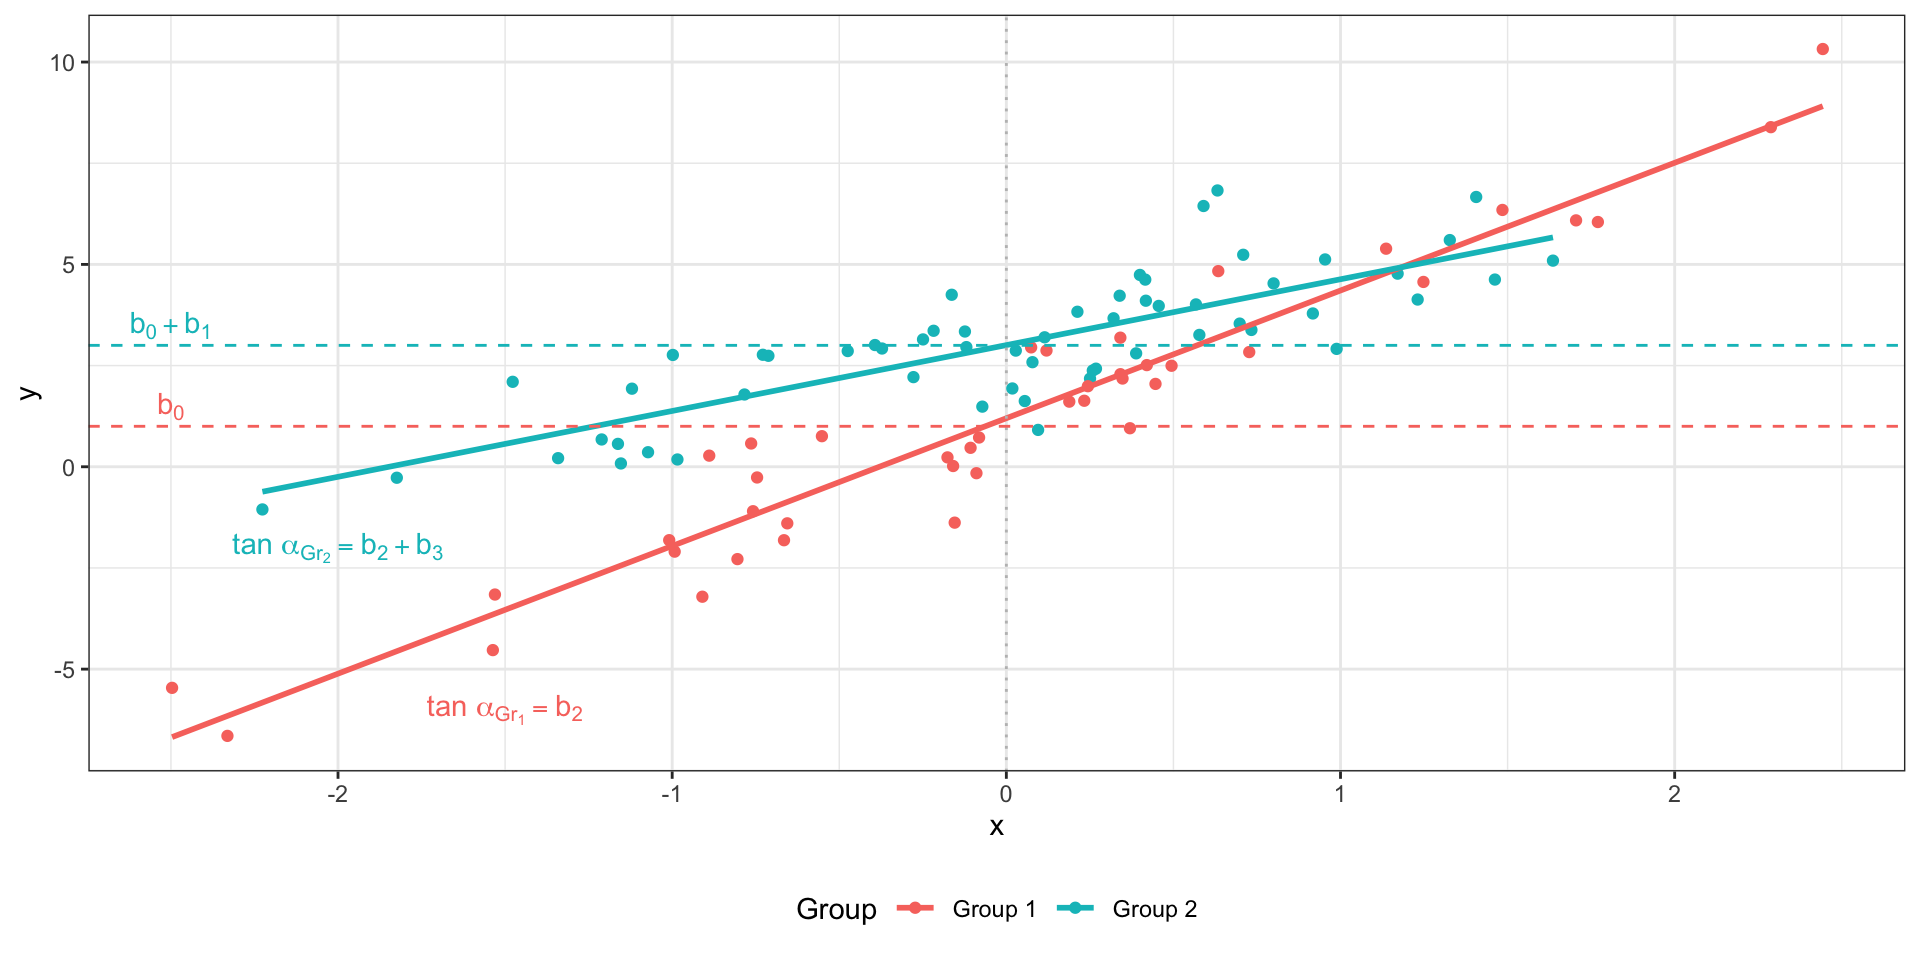 10
5
0
-5
y
b0 + b1
b0
tan αGr2 = b2 + b3
tan αGr1 = b2
-2 -1 0 1 2
x
Group Group 1 Group 2